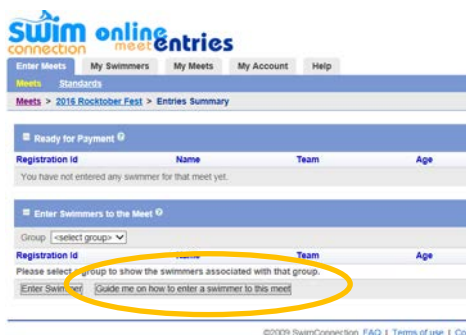 swim online entries
connection meet
Enter Meets My Swimmers My Meets My Account Help
Meets Standards
Meets > 2016 Rocktober Fest > Entries Summary
Ready for Payment
Registration Id Name Team Age
You have not entered any swimmer for that meet yet.
Enter Swimmers to the Meet
Group <select group>
Registration Id Name Team Age
Please select a group to show the swimmers associated with that group.
Enter Swimmer Guide me on how to enter a swimmer to this meet
©2009 SwimConnection FAQ | Terms of use | Co